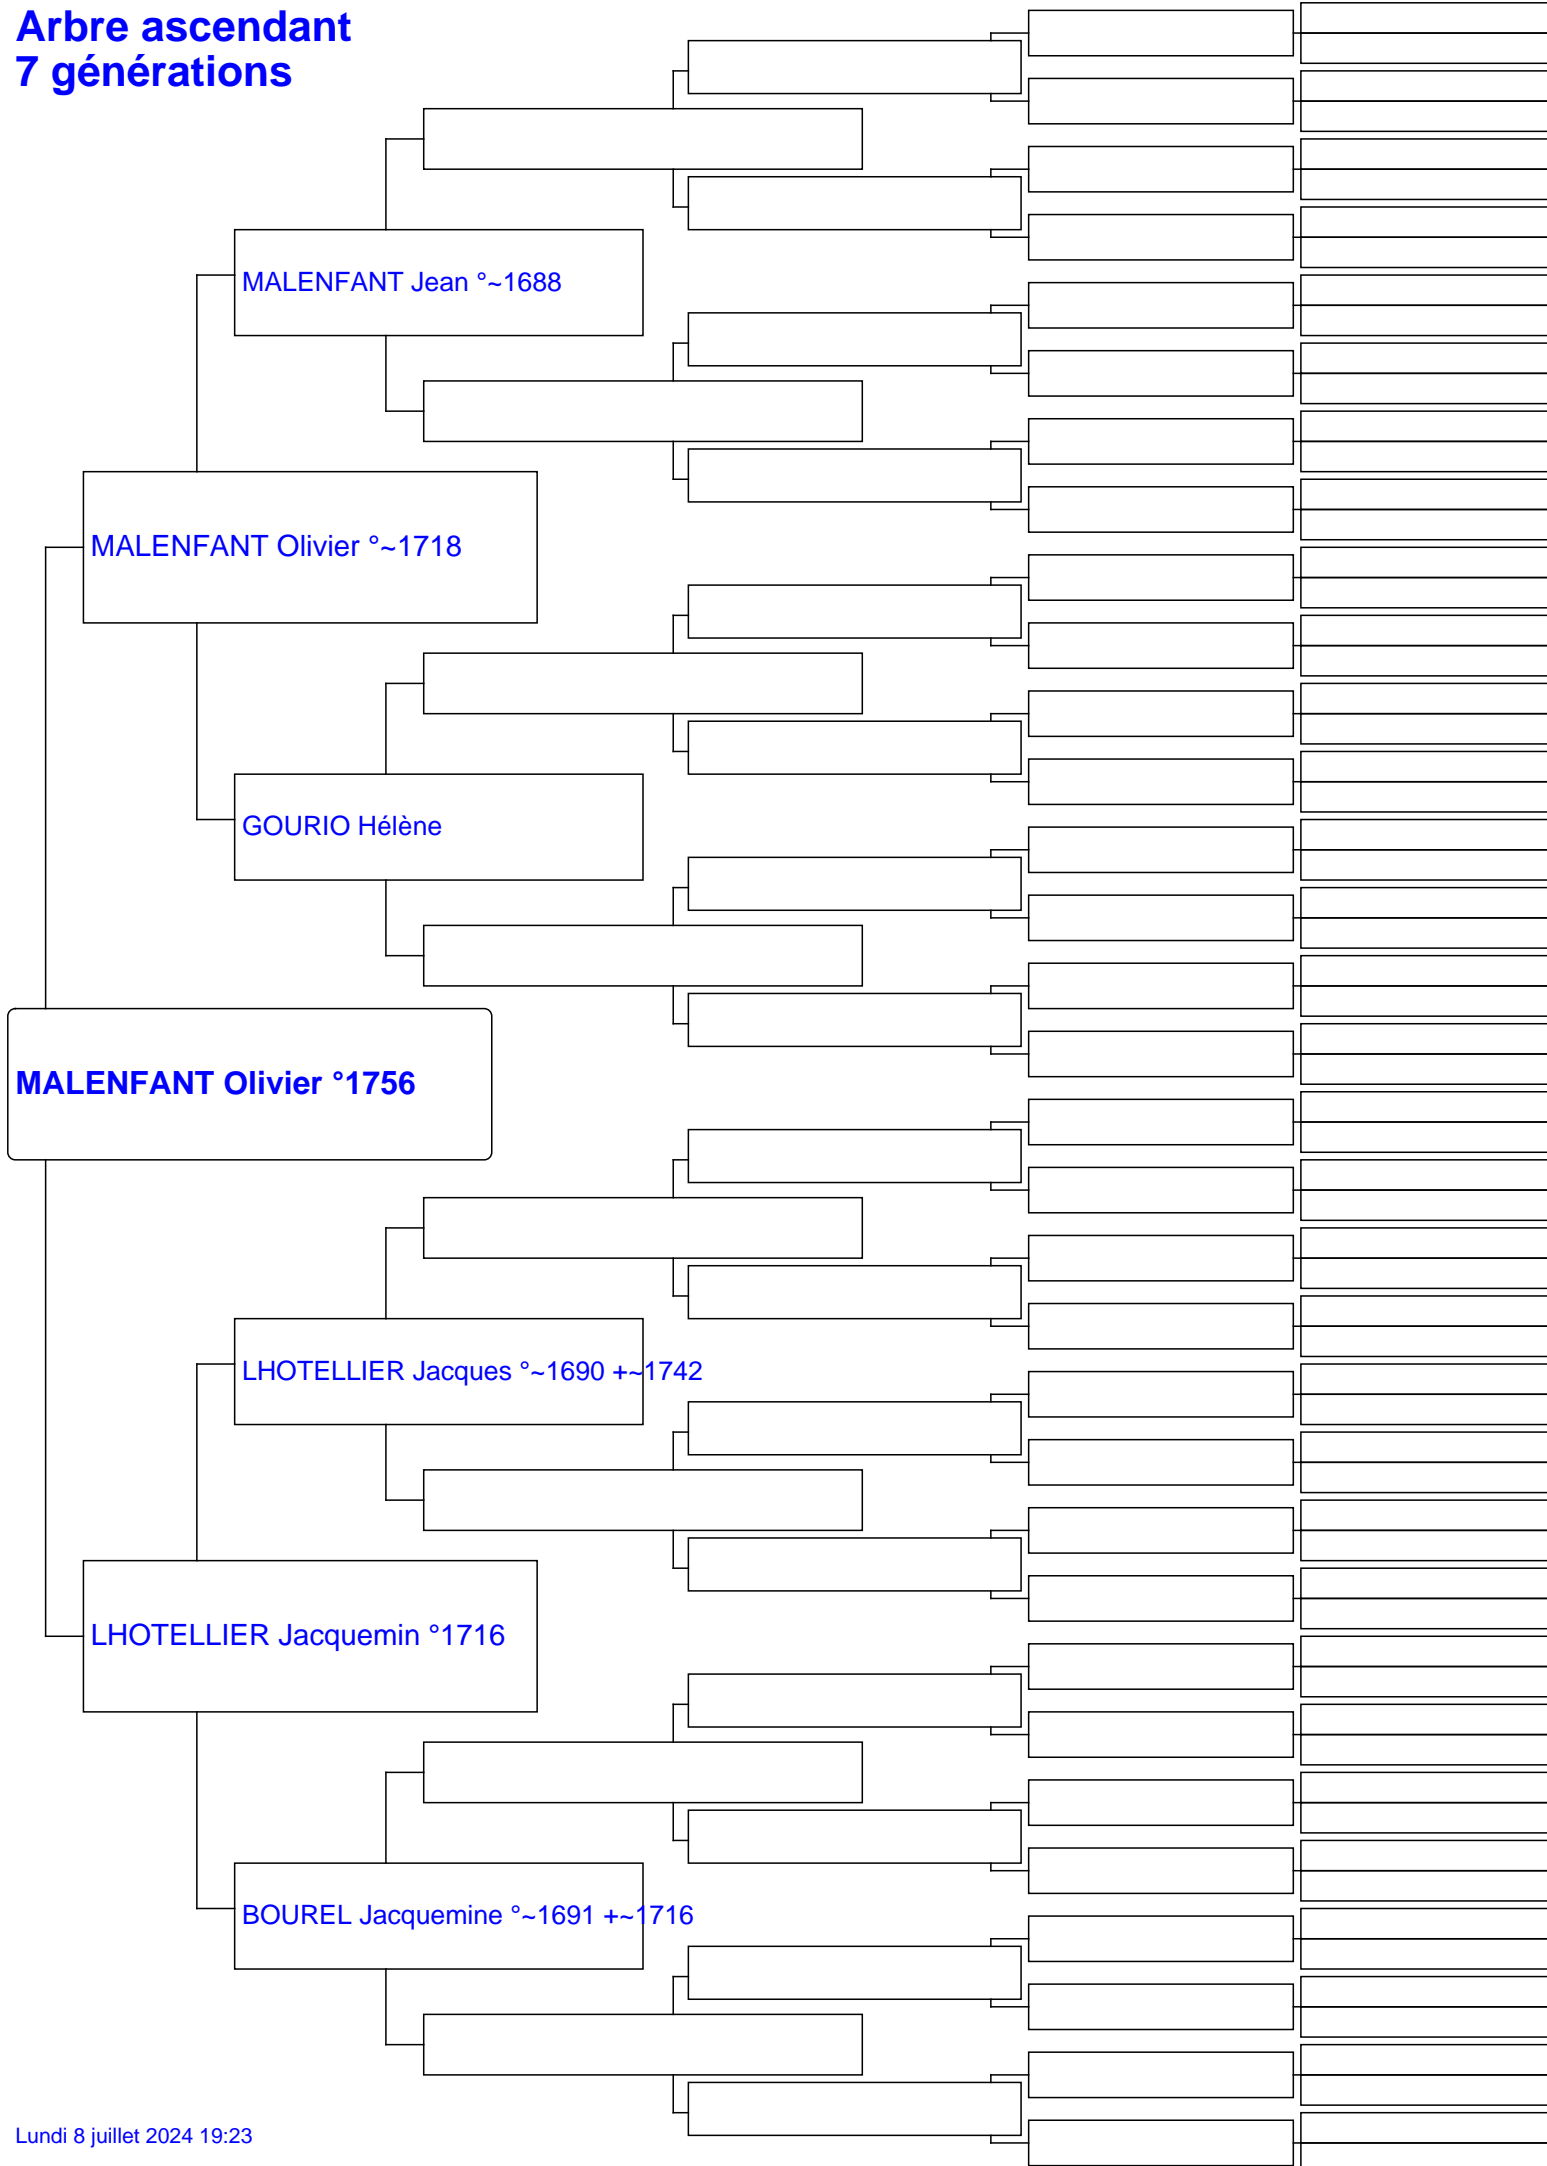 Arbre ascendant
7 générations
MALENFANT Jean °~1688
MALENFANT Olivier °~1718
GOURIO Hélène
MALENFANT Olivier °1756
LHOTELLIER Jacques °~1690 +~1742
LHOTELLIER Jacquemin °1716
BOUREL Jacquemine °~1691 +~1716
Lundi 8 juillet 2024 19:23